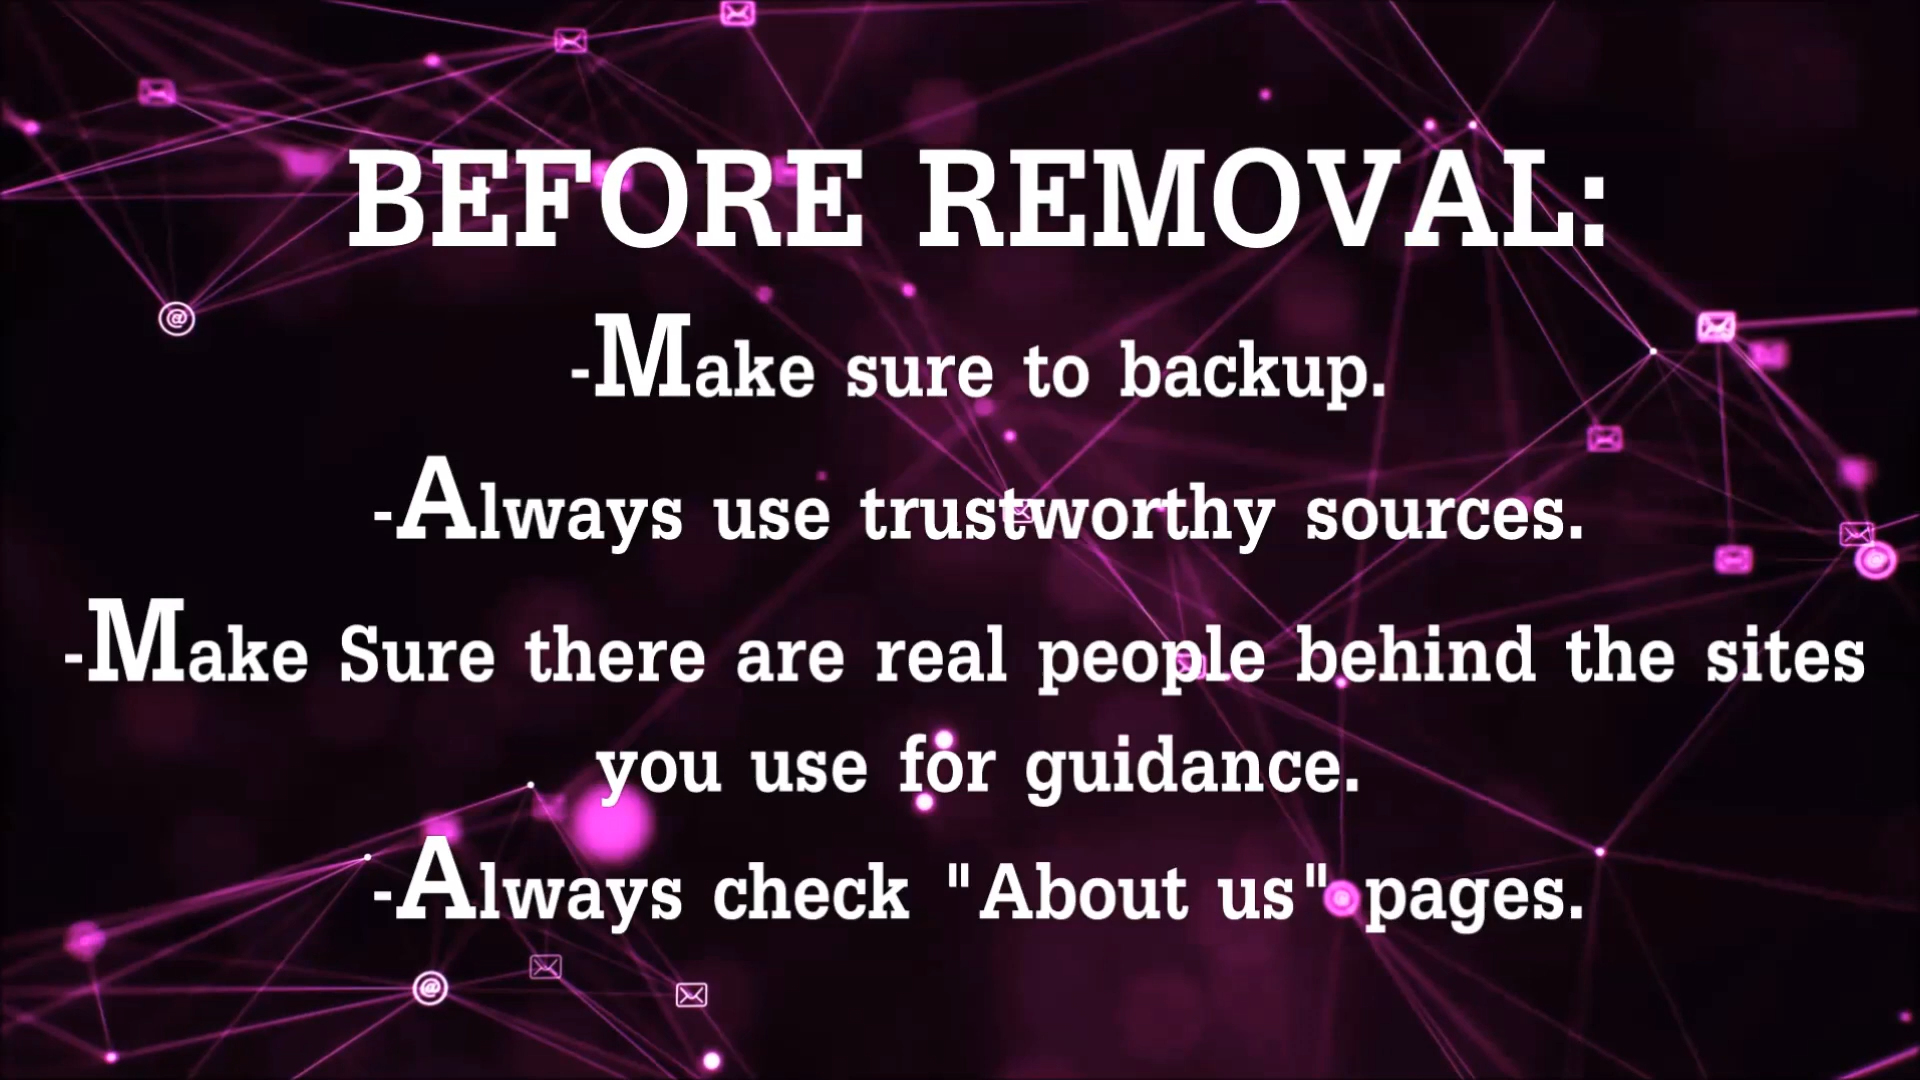 BEFORE REMOVAL:
-Make sure to backup.
-Always use trustworthy sources.
-Make Sure there are real people behind the sites
you use for guidance.
-Always check "About us" pages.